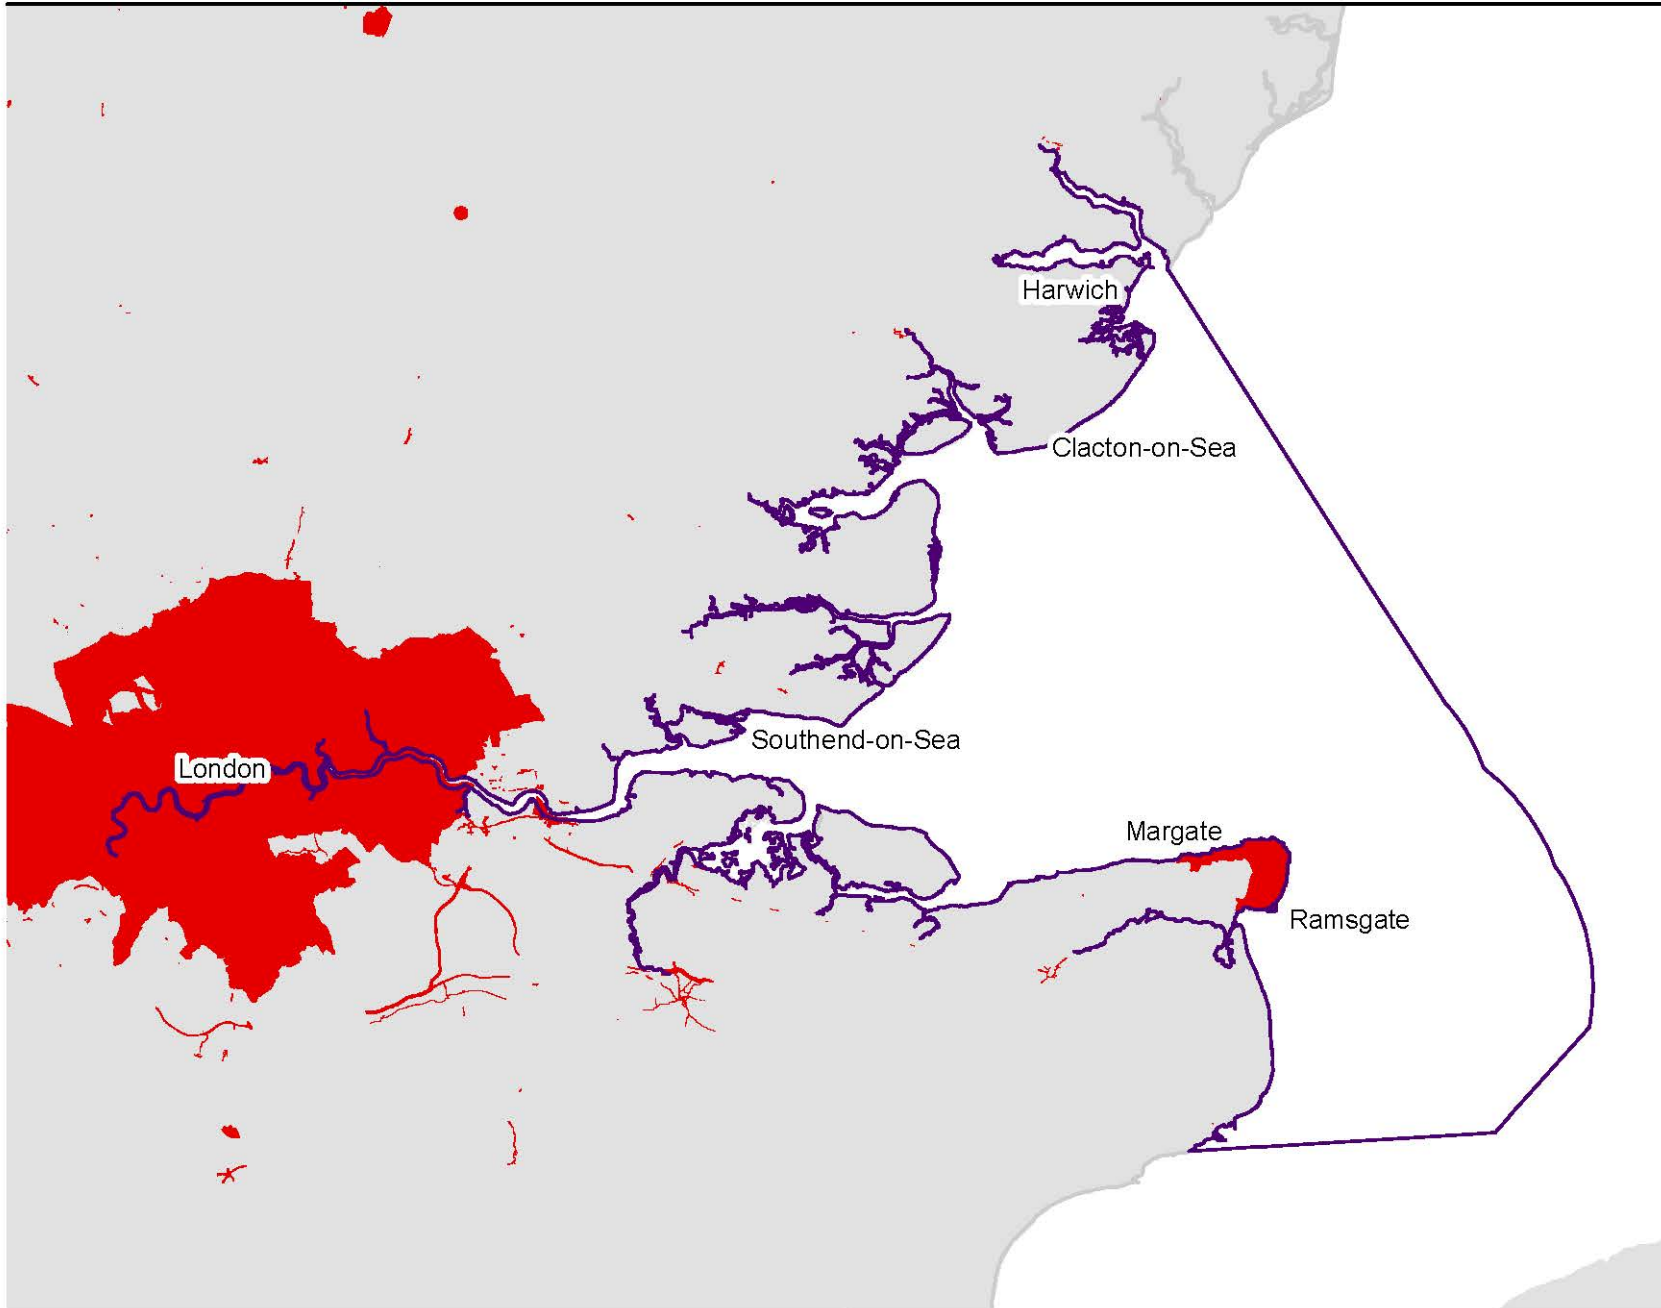 Harwich
Clacton-on-Sea
Southend-on-Sea
London
Margate
Ramsgate